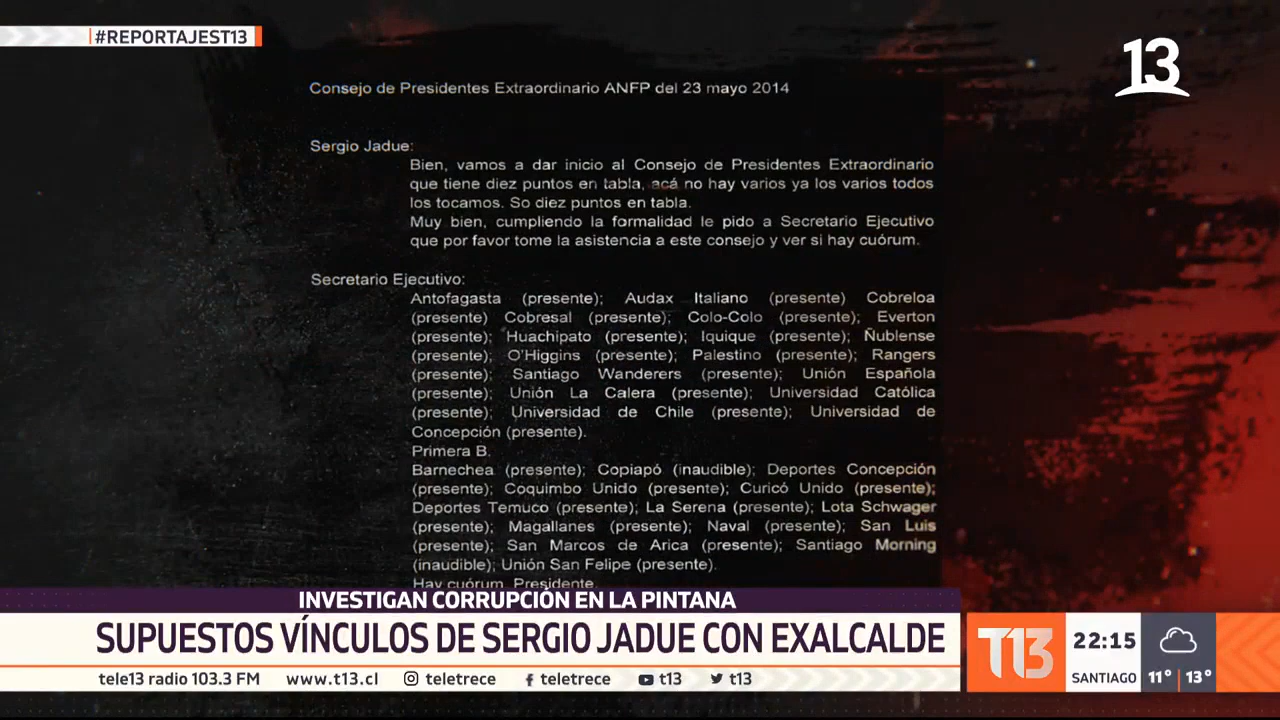 #REPORTAJEST13
13
Consejo de Presidentes Extraordinario ANFP del 23 mayo 2014
Sergio Jadue:
Bien, vamos a dar inicio al Consejo de Presidentes Extraordinario
que tiene diez puntos en tabla, acá no hay varios ya los varios todos
los tocamos. So diez puntos en tabla.
Muy bien, cumpliendo la formalidad le pido a Secretario Ejecutivo
que por favor tome la asistencia a este consejo y ver si hay cuórum.
Secretario Ejecutivo:
Antofagasta (presente); Audax Italiano (presente) Cobreloa
(presente) Cobresal (presente); Colo-Colo (presente); Everton
(presente); Huachipato (presente); Iquique (presente); Ñublense
(presente); O'Higgins (presente); Palestino (presente); Rangers
(presente); Santiago Wanderers (presente); Unión Española
(presente); Unión La Calera (presente); Universidad Católica
(presente); Universidad de Chile (presente); Universidad de
Concepción (presente).
Primera B.
Barnechea (presente); Copiapó (inaudible); Deportes Concepción
(presente); Coquimbo Unido (presente); Curicó Unido (presente);
Deportes Temuco (presente); La Serena (presente); Lota Schwager
(presente); Magallanes (presente); Naval (presente); San Luis
(presente); San Marcos de Arica (presente); Santiago Morning
(inaudible); Unión San Felipe (presente).
Hay cuórum, Presidente.
INVESTIGAN CORRUPCIÓN EN LA PINTANA
SUPUESTOS VÍNCULOS DE SERGIO JADUE CON EXALCALDE
tele13 radio 103.3 FM www.t13.cl teletrece teletrece t13 t13
T13
22:15
SANTIAGO 11° 13°